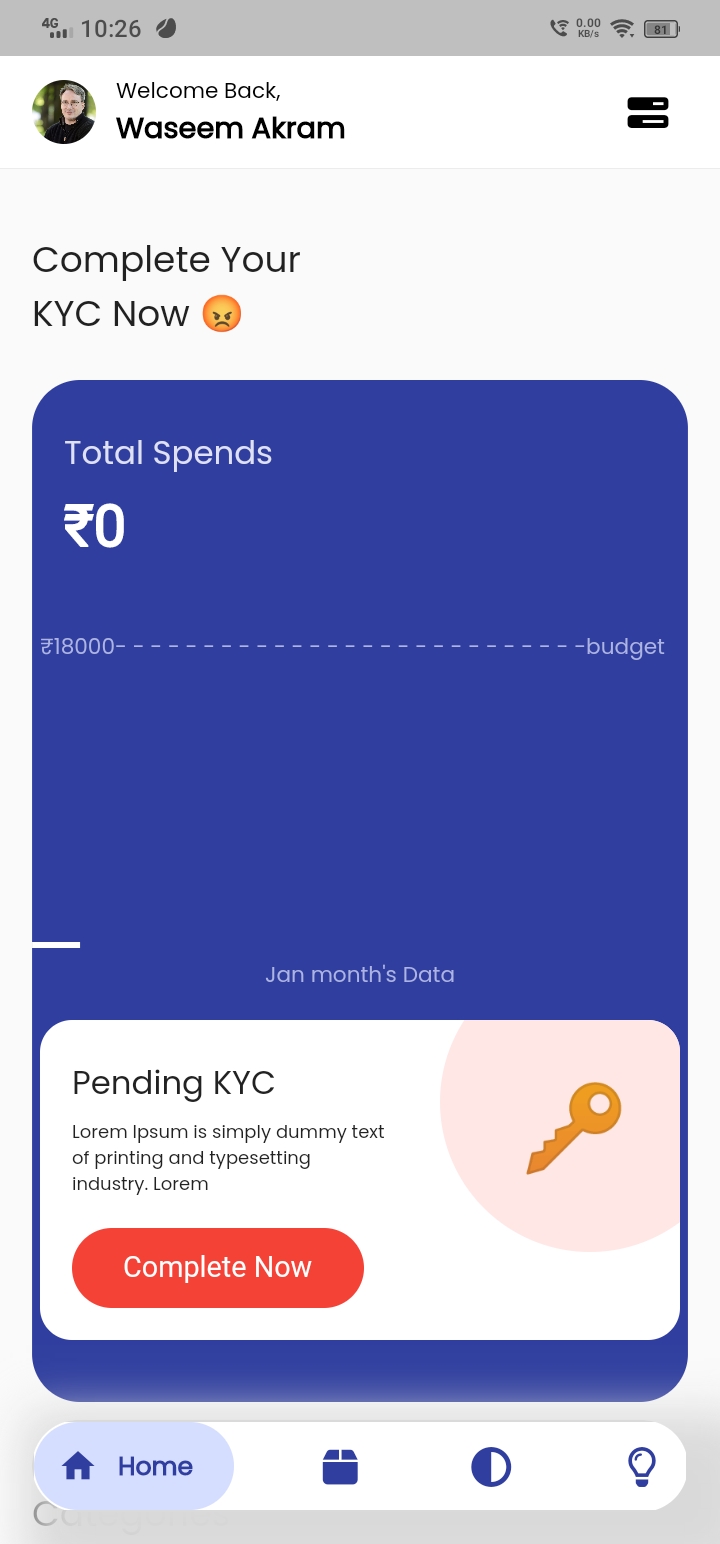 4G 10:26 0.00 KB/s 81
Welcome Back,
Waseem Akram
Complete Your
KYC Now 😡
Total Spends
₹0
₹18000- - - - - - - - - - - - - - - - - - - - - - - - - - -budget
Jan month's Data
Pending KYC
Lorem Ipsum is simply dummy text
of printing and typesetting
industry. Lorem
Complete Now
Home
Categories